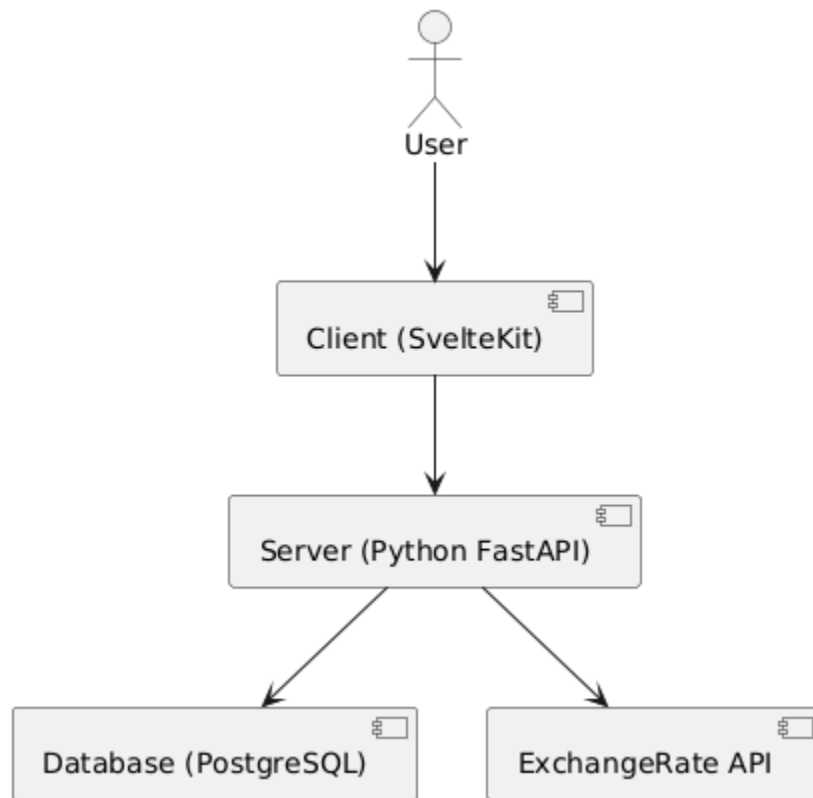 User
Client (SvelteKit)
Server (Python FastAPI)
Database (PostgreSQL)
ExchangeRate API